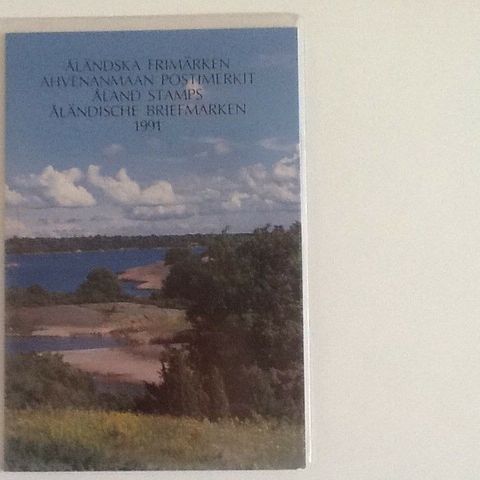 ÅLÄNDSKA FRIMÄRKEN
AHVENANMAAN POSTIMERKIT
ÅLAND STAMPS
ÅLÄNDISCHE BRIEFMARKEN
1991